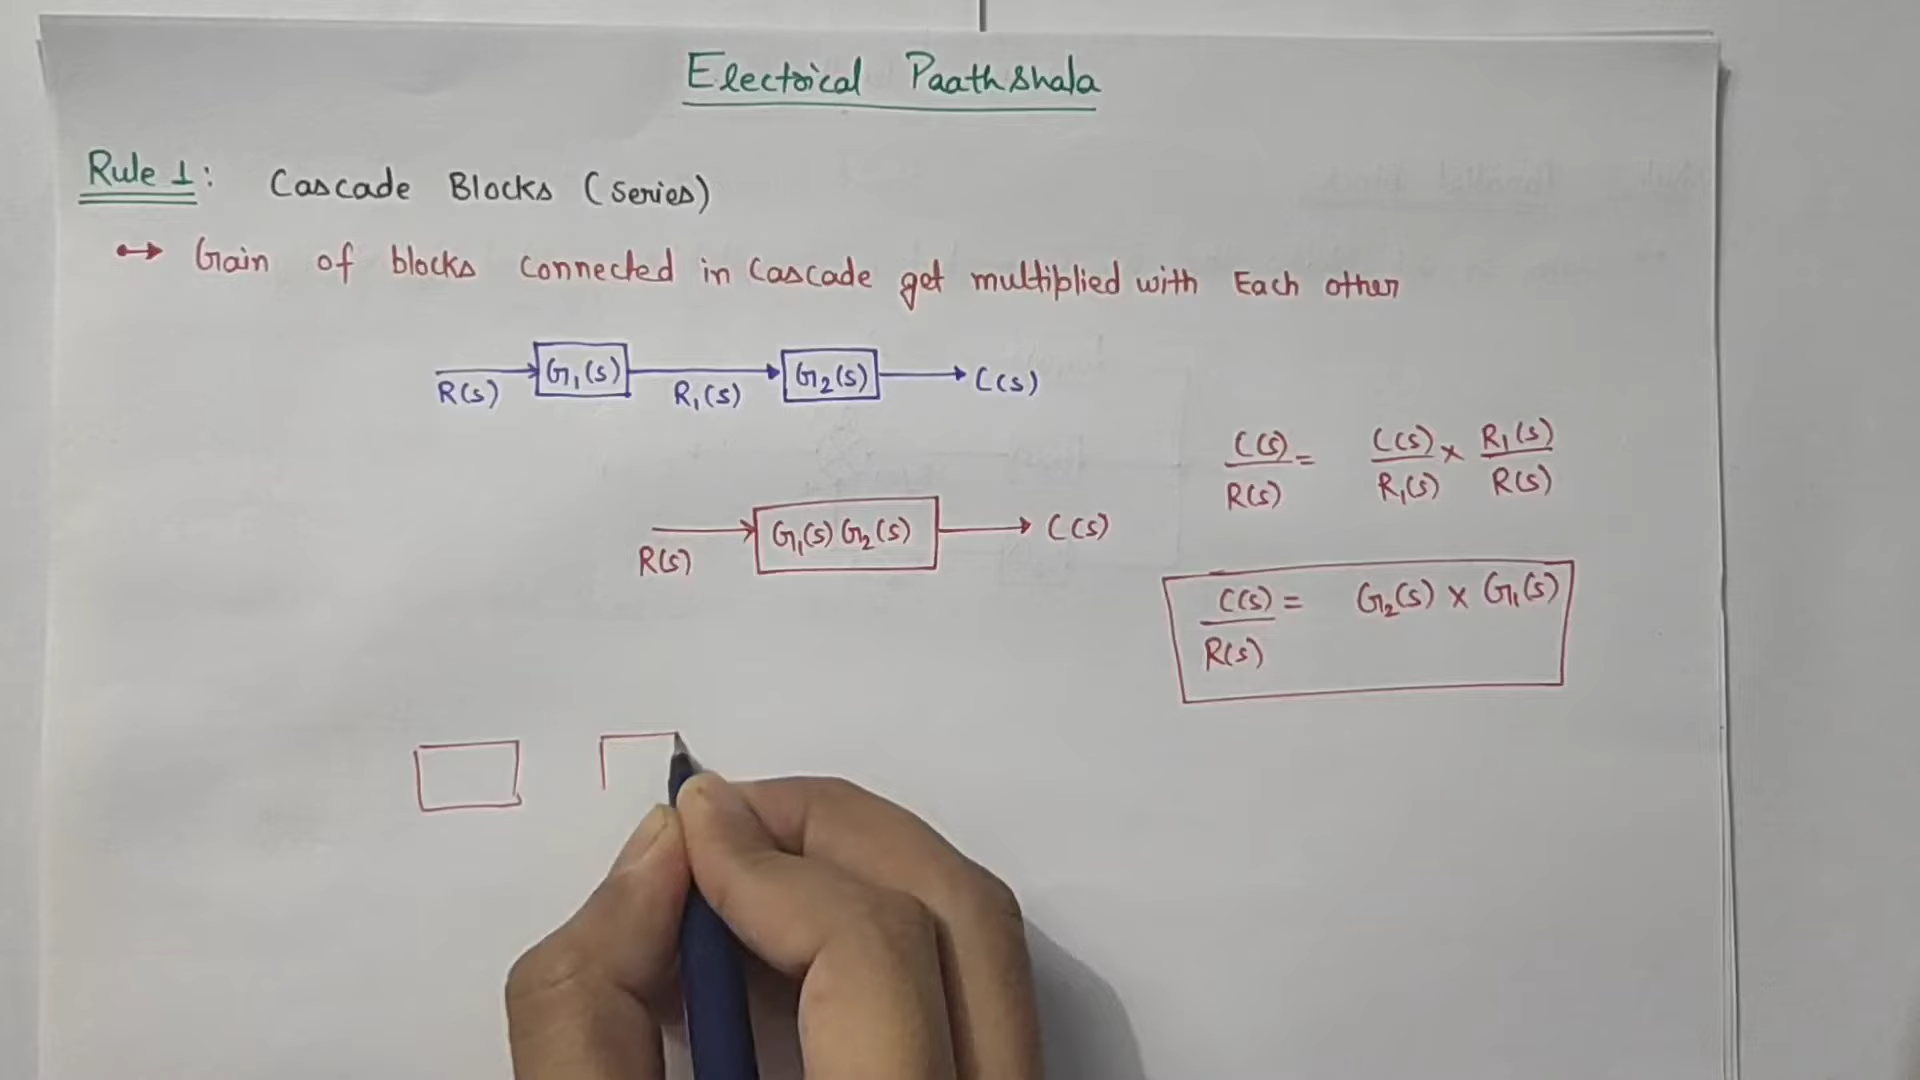 Electrical Paathshala
Rule 1: Cascade Blocks (series)
Gain of blocks connected in cascade get multiplied with Each other
R(s) G₁(s) R₁(s) G₂(s) C(s)
R(s) G₁(s) G₂(s) C(s)
C(s)/R(s) = C(s)/R₁(s) × R₁(s)/R(s)
C(s)/R(s) = G₂(s) × G₁(s)